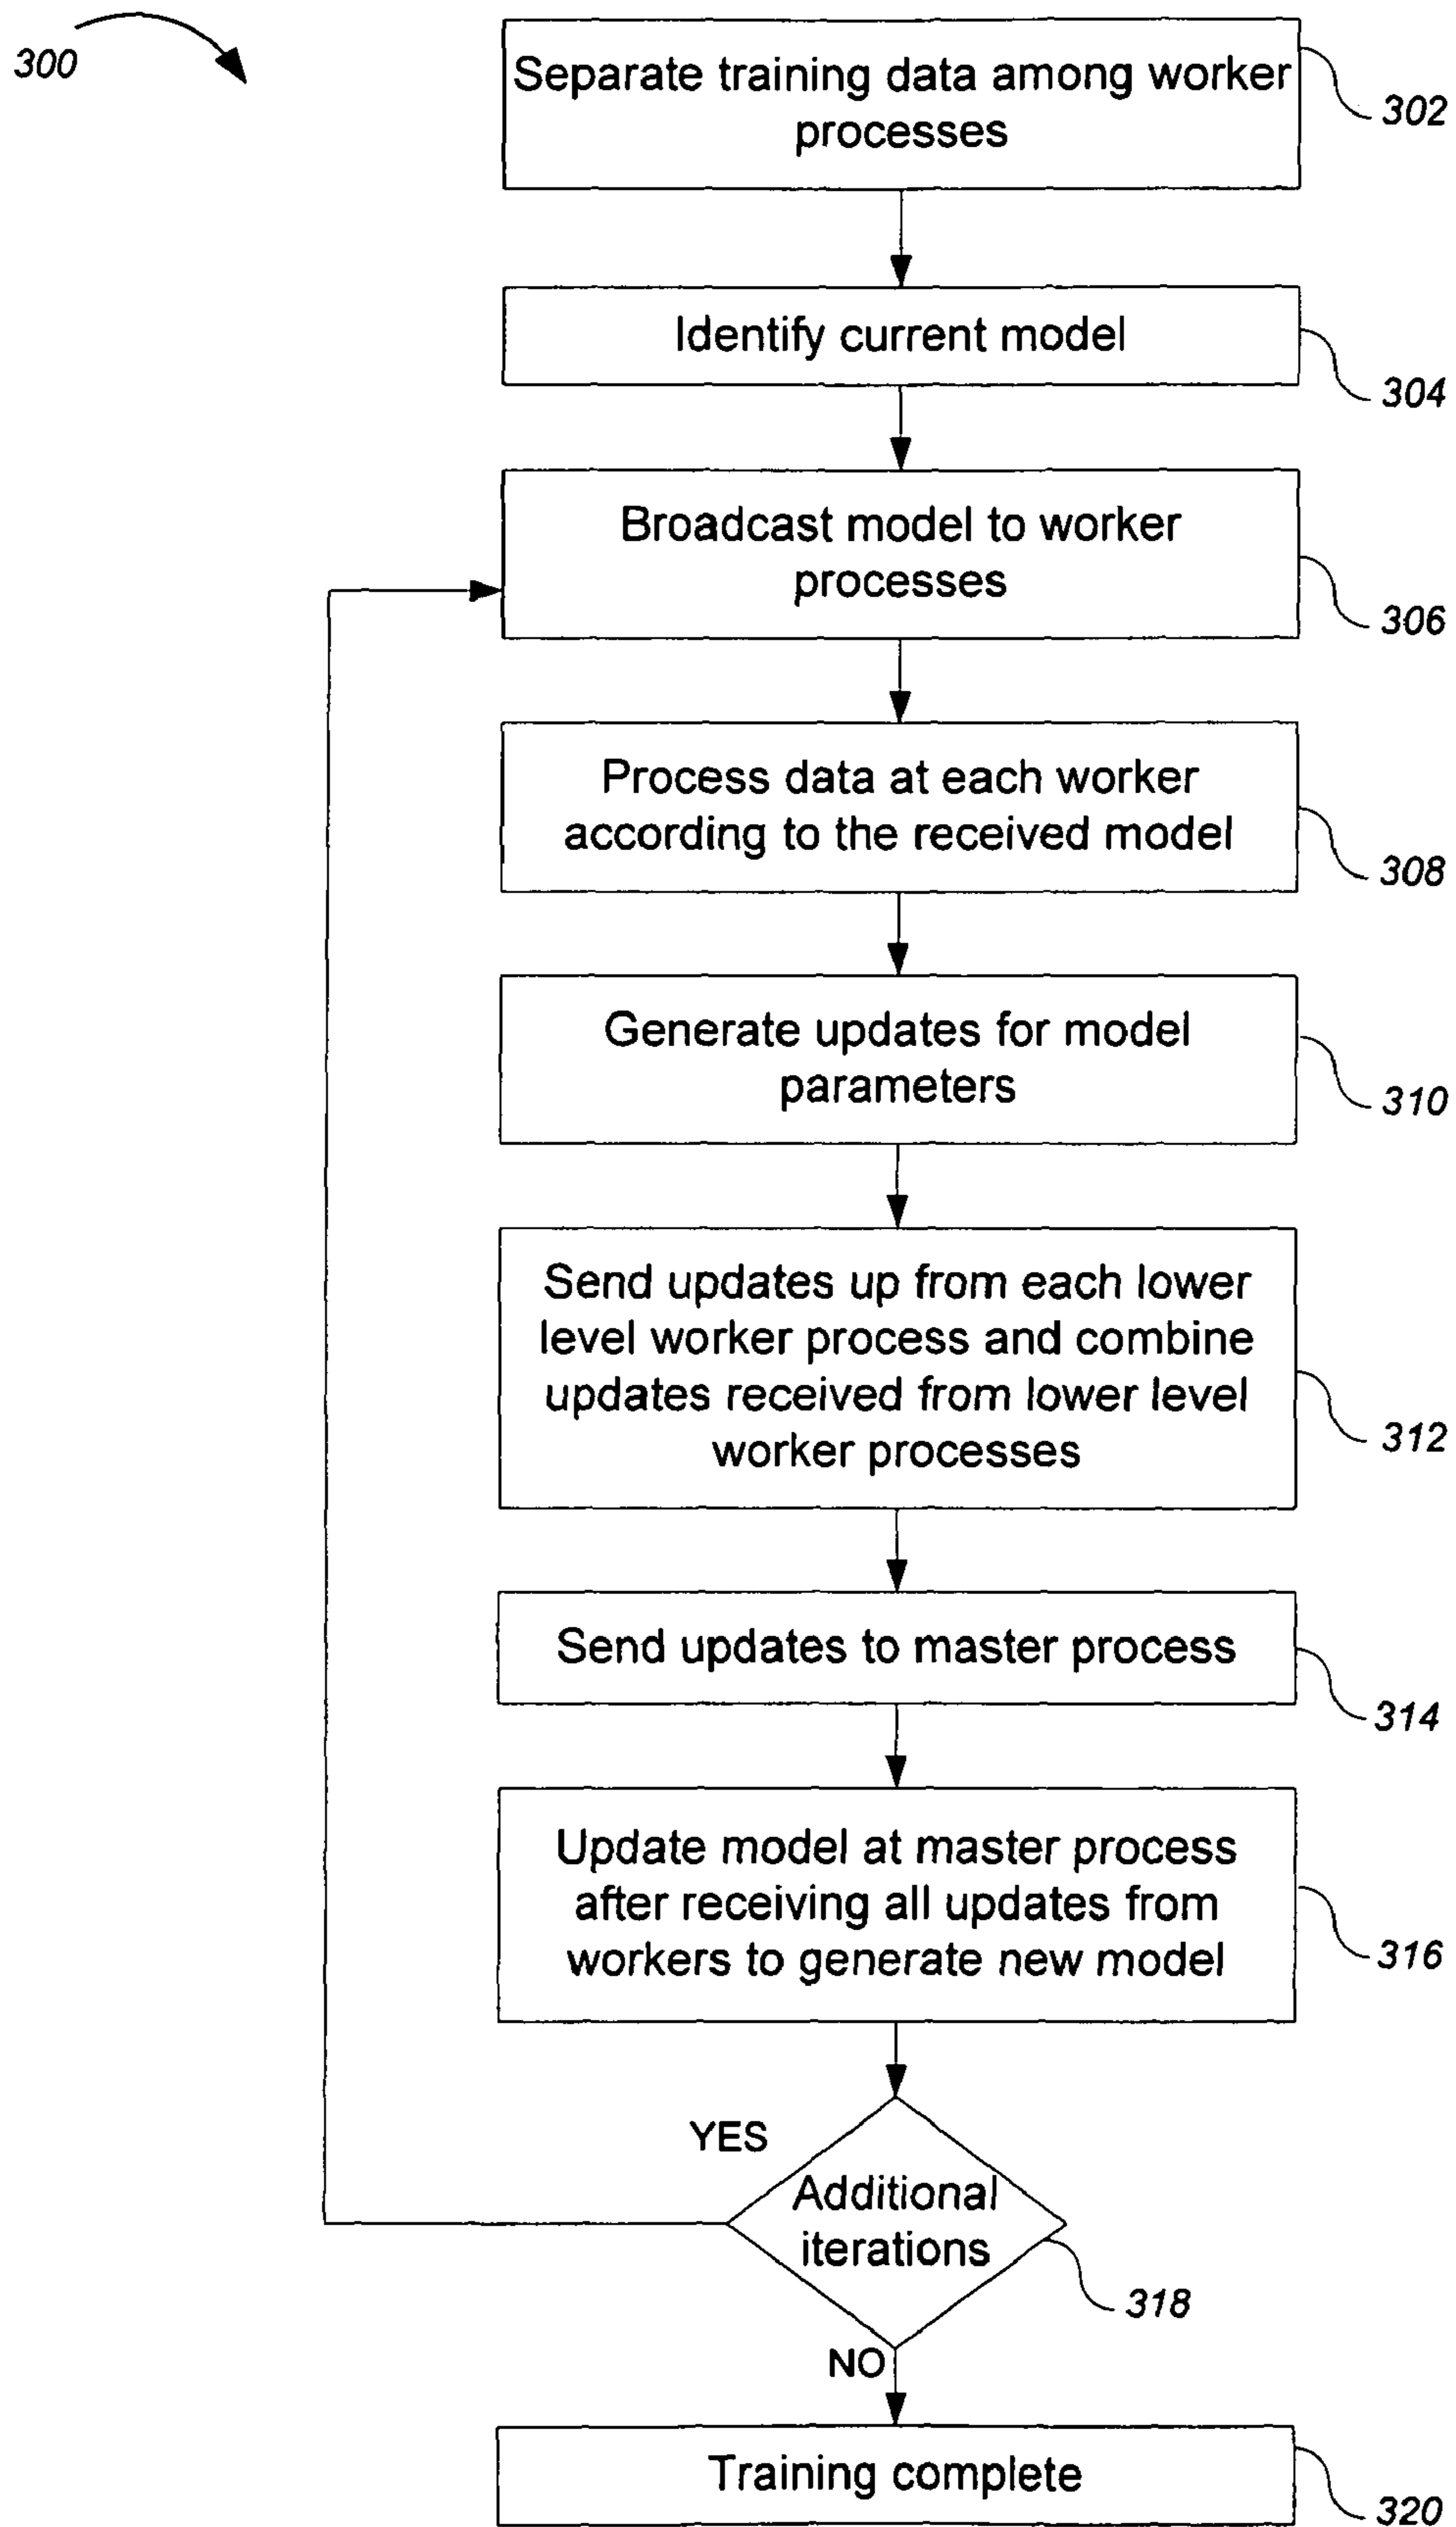 300
Separate training data among worker
processes
302
Identify current model
304
Broadcast model to worker
processes
306
Process data at each worker
according to the received model
308
Generate updates for model
parameters
310
Send updates up from each lower
level worker process and combine
updates received from lower level
worker processes
312
Send updates to master process
314
Update model at master process
after receiving all updates from
workers to generate new model
316
YES
Additional
iterations
318
NO
Training complete
320